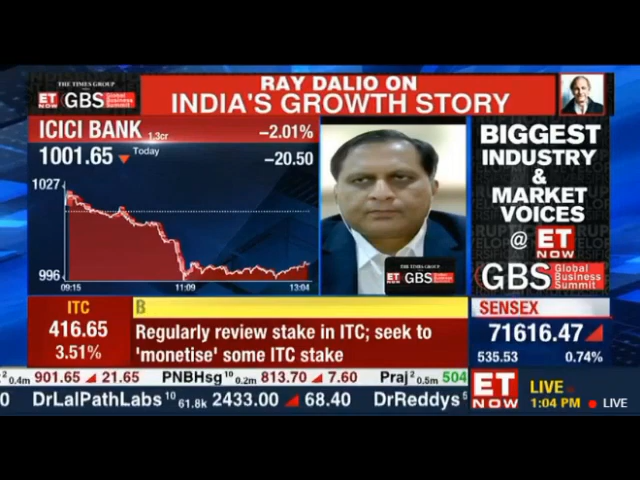 THE TIMES GROUP
ET NOW GBS Global Business Summit
RAY DALIO ON
INDIA'S GROWTH STORY
ICICI BANK 1.3cr -2.01%
1001.65 Today -20.50
1027
996
09:15 11:09 13:04
THE TIMES GROUP
ET NOW GBS
BIGGEST
INDUSTRY
&
MARKET
VOICES
@ ET NOW
GBS Global Business Summit
ITC
416.65
3.51%
B
Regularly review stake in ITC; seek to
'monetise' some ITC stake
SENSEX
71616.47
535.53 0.74%
2 0.4m 901.65 21.65 PNBHsg 10 0.2m 813.70 7.60 Praj 2 0.5m 504
0 DrLalPathLabs 10 61.8k 2433.00 68.40 DrReddys 5
ET NOW
LIVE
1:04 PM LIVE